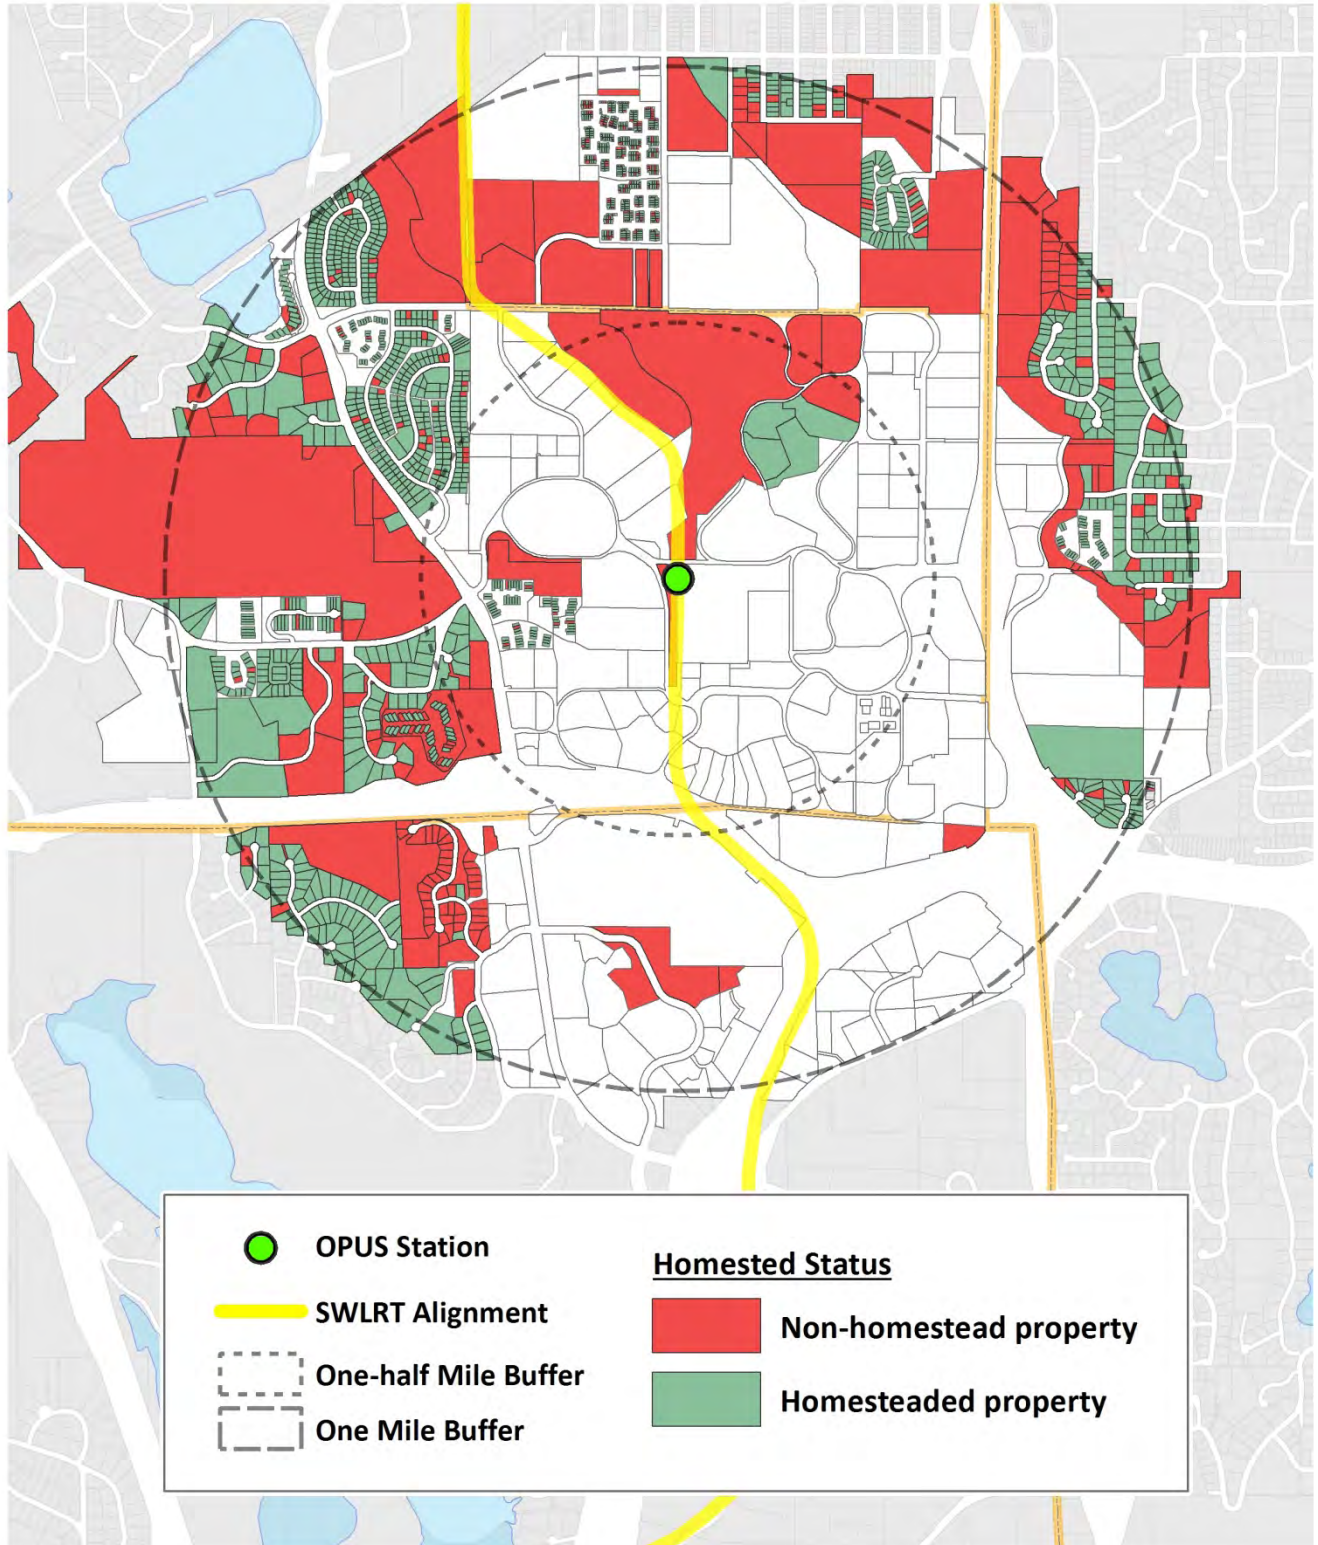 OPUS Station
SWLRT Alignment
One-half Mile Buffer
One Mile Buffer
Homested Status
Non-homestead property
Homesteaded property